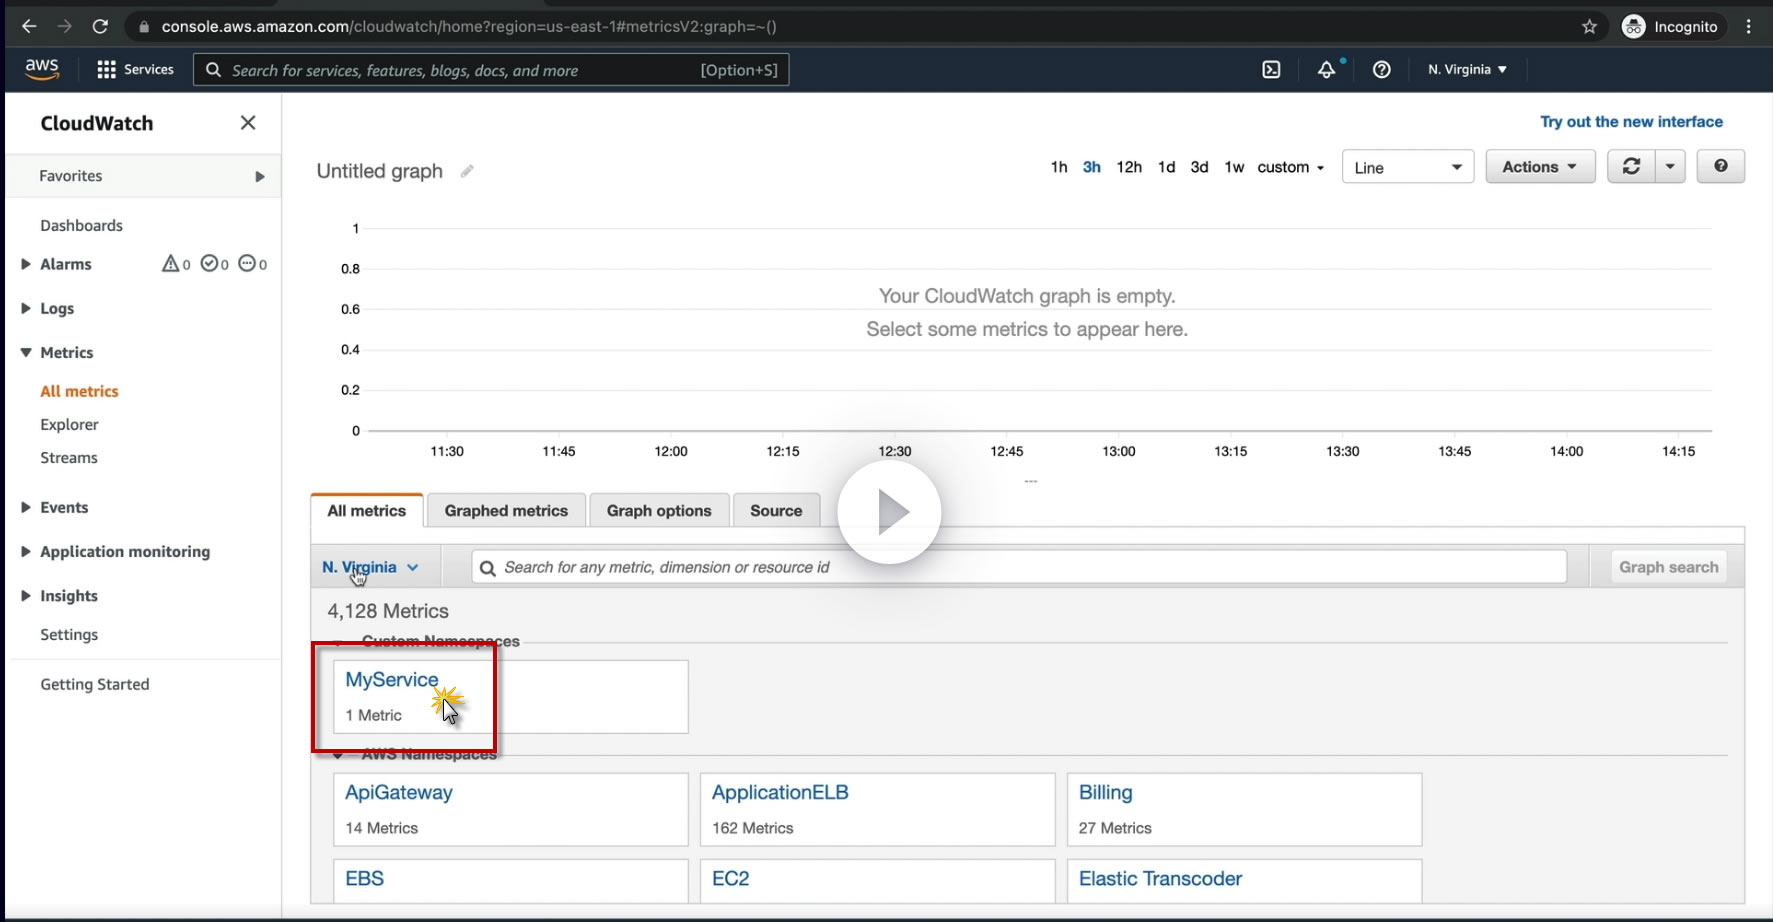 console.aws.amazon.com/cloudwatch/home?region=us-east-1#metricsV2:graph=~()
Incognito
aws
Services
Search for services, features, blogs, docs, and more
[Option+S]
N. Virginia
CloudWatch
Favorites
Dashboards
Alarms
0
0
0
Logs
Metrics
All metrics
Explorer
Streams
Events
Application monitoring
Insights
Settings
Getting Started
Try out the new interface
Untitled graph
1h 3h 12h 1d 3d 1w custom
Line
Actions
1
0.8
0.6
0.4
0.2
0
Your CloudWatch graph is empty.
Select some metrics to appear here.
11:30 11:45 12:00 12:15 12:30 12:45 13:00 13:15 13:30 13:45 14:00 14:15
All metrics
Graphed metrics
Graph options
Source
N. Virginia
Search for any metric, dimension or resource id
Graph search
4,128 Metrics
Custom Namespaces
MyService
1 Metric
AWS Namespaces
ApiGateway
14 Metrics
ApplicationELB
162 Metrics
Billing
27 Metrics
EBS
EC2
Elastic Transcoder